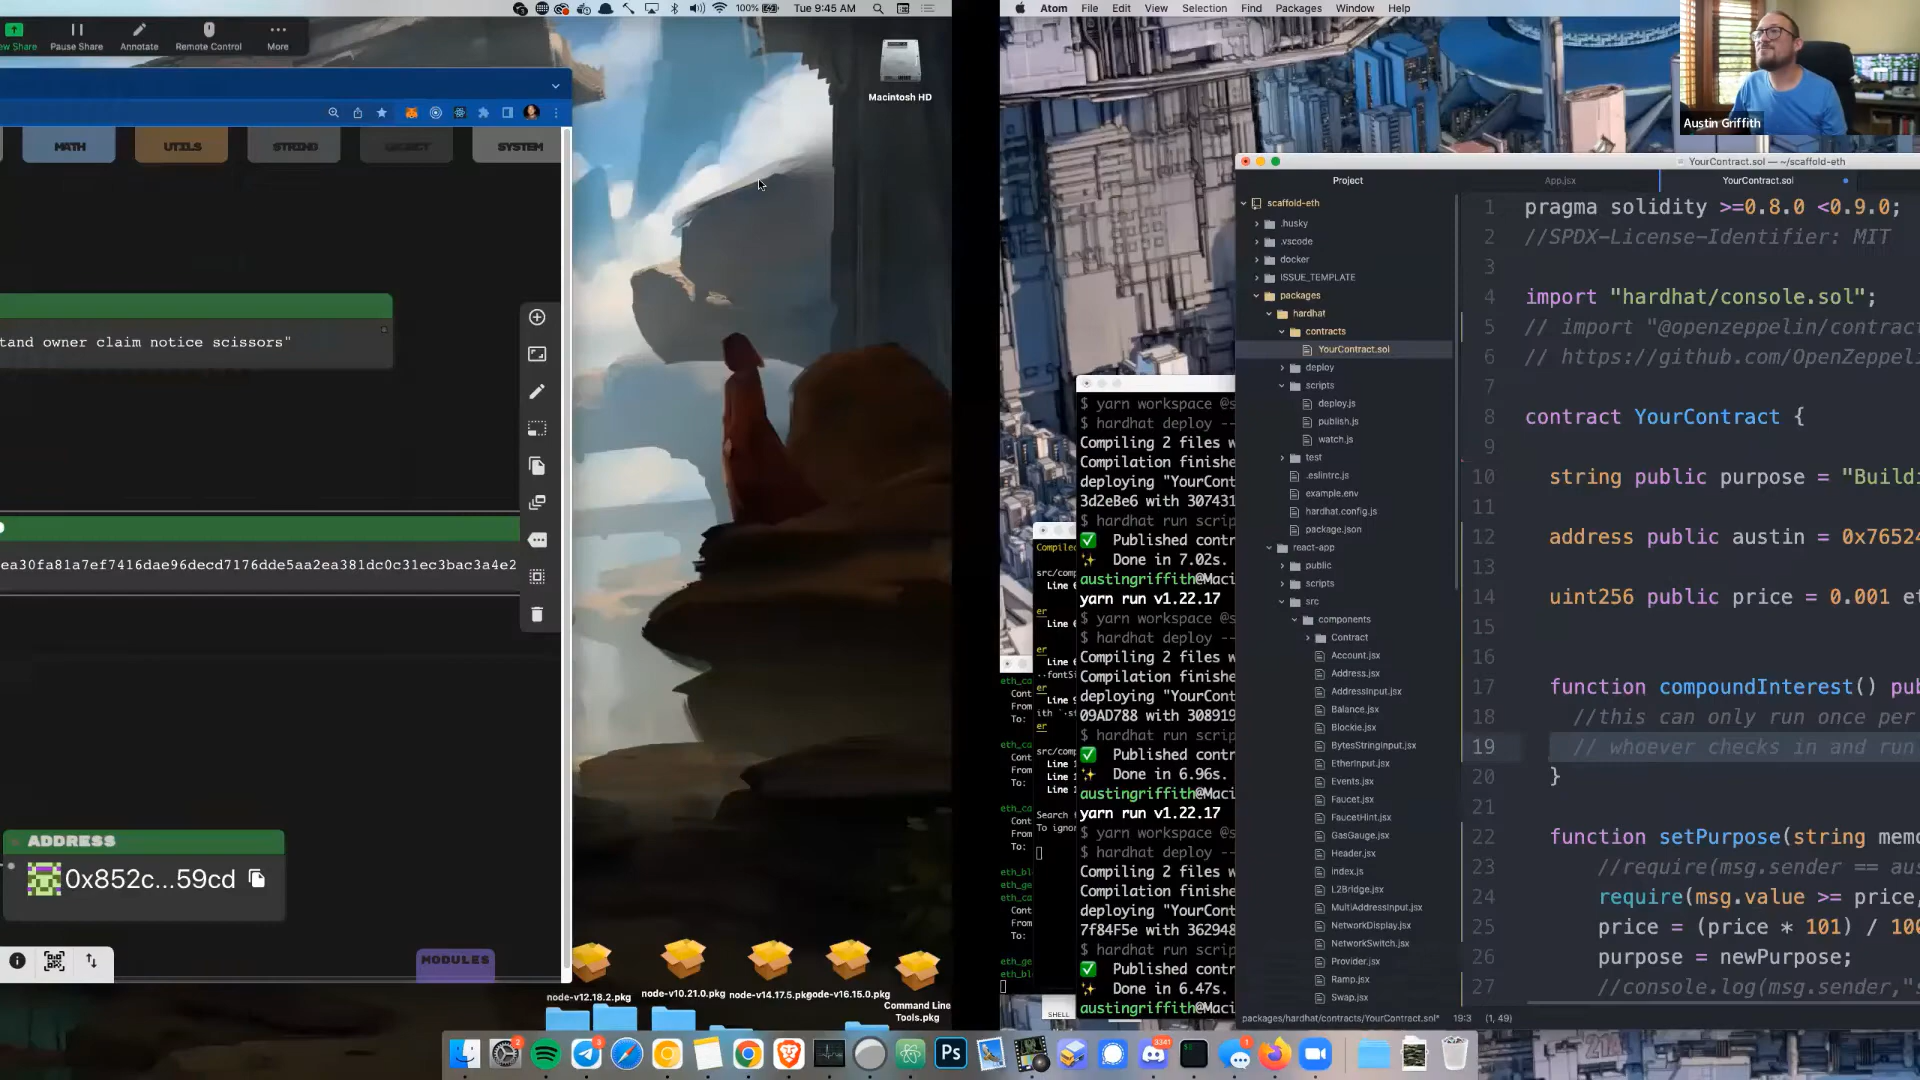 100%
Tue 9:45 AM
Atom File Edit View Selection Find Packages Window Help
New Share
Pause Share
Annotate
Remote Control
More
Macintosh HD
MATH
UTILS
STRING
OBJECT
SYSTEM
tand owner claim notice scissors"
ea30fa81a7ef7416dae96decd7176dde5aa2ea381dc0c31ec3bac3a4e2
ADDRESS
0x852c...59cd
MODULES
node-v12.18.2.pkg
node-v10.21.0.pkg
node-v14.17.5.pkg
node-v16.15.0.pkg
Command Line
Tools.pkg
Austin Griffith
$ yarn workspace @s
$ hardhat deploy --
Compiling 2 files w
Compilation finishe
deploying "YourCont
3d2eBe6 with 307431
$ hardhat run scrip
Published contr
Done in 7.02s.
austingriffith@Maci
yarn run v1.22.17
$ yarn workspace @s
$ hardhat deploy --
Compiling 2 files w
Compilation finishe
deploying "YourCont
09AD788 with 308919
$ hardhat run scrip
Published contr
Done in 6.96s.
austingriffith@Maci
yarn run v1.22.17
$ yarn workspace @s
$ hardhat deploy --
Compiling 2 files w
Compilation finishe
deploying "YourCont
7f84F5e with 362948
$ hardhat run scrip
Published contr
Done in 6.47s.
austingriffith@Maci
Compiled
src/comp
Search
To ignor
SHELL
YourContract.sol — ~/scaffold-eth
Project
App.jsx
YourContract.sol
scaffold-eth
.husky
.vscode
docker
ISSUE_TEMPLATE
packages
hardhat
contracts
YourContract.sol
deploy
scripts
deploy.js
publish.js
watch.js
test
.eslintrc.js
example.env
hardhat.config.js
package.json
react-app
public
scripts
src
components
Contract
Account.jsx
Address.jsx
AddressInput.jsx
Balance.jsx
Blockie.jsx
BytesStringInput.jsx
EtherInput.jsx
Events.jsx
Faucet.jsx
FaucetHint.jsx
GasGauge.jsx
Header.jsx
index.js
L2Bridge.jsx
MultiAddressInput.jsx
NetworkDisplay.jsx
NetworkSwitch.jsx
Provider.jsx
Ramp.jsx
Swap.jsx
1 pragma solidity >=0.8.0 <0.9.0;
2 //SPDX-License-Identifier: MIT
3
4 import "hardhat/console.sol";
5 // import "@openzeppelin/contract
6 // https://github.com/OpenZeppeli
7
8 contract YourContract {
9
10 string public purpose = "Buildi
11
12 address public austin = 0x76524
13
14 uint256 public price = 0.001 et
15
16
17 function compoundInterest() pub
18 //this can only run once per
19 // whoever checks in and run
20 }
21
22 function setPurpose(string memo
23 //require(msg.sender == aus
24 require(msg.value >= price,
25 price = (price * 101) / 100
26 purpose = newPurpose;
27 //console.log(msg.sender,"s
packages/hardhat/contracts/YourContract.sol* 19:3 (1, 49)
Ps
3341